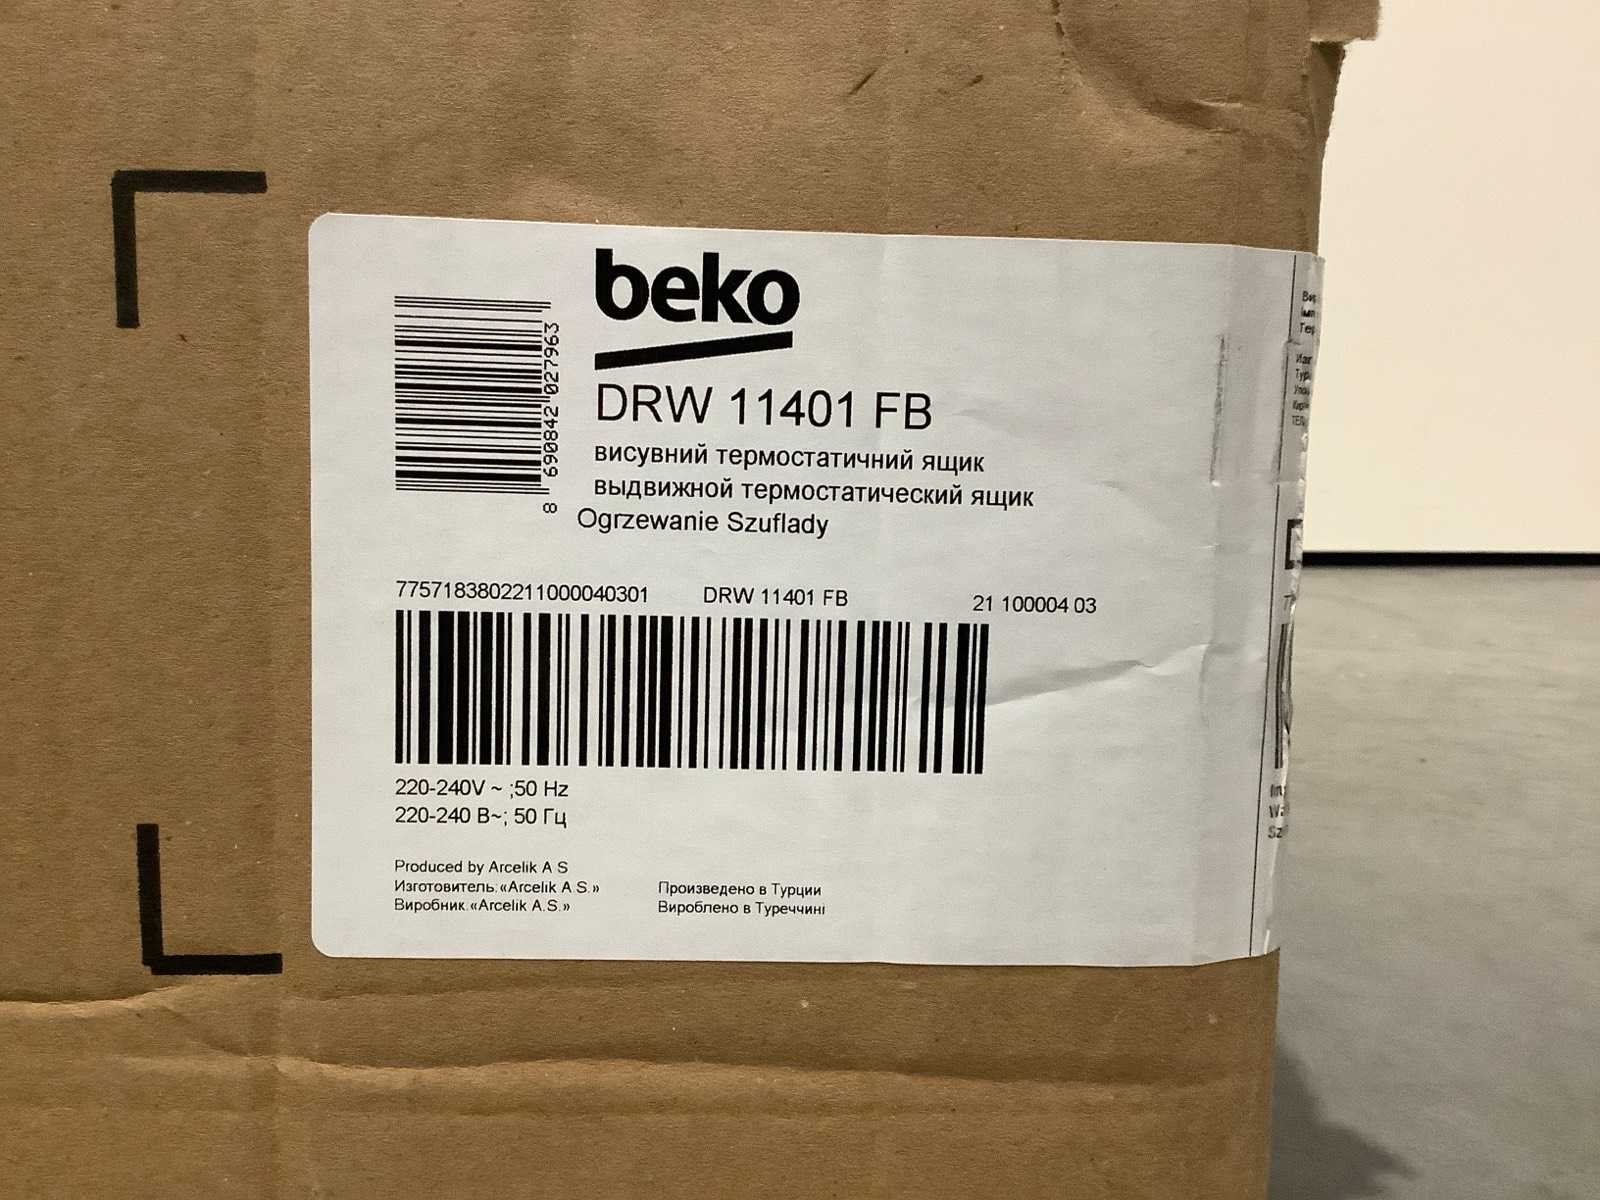 beko
DRW 11401 FB
висувний термостатичний ящик
выдвижной термостатический ящик
Ogrzewanie Szuflady
8 690842 027963
7757183802211000040301 DRW 11401 FB 21 100004 03
220-240V ~ ;50 Hz
220-240 В~; 50 Гц
Produced by Arcelik A S
Изготовитель:«Arcelik A S.» Произведено в Турции
Виробник.«Arcelik A.S.» Вироблено в Туреччині